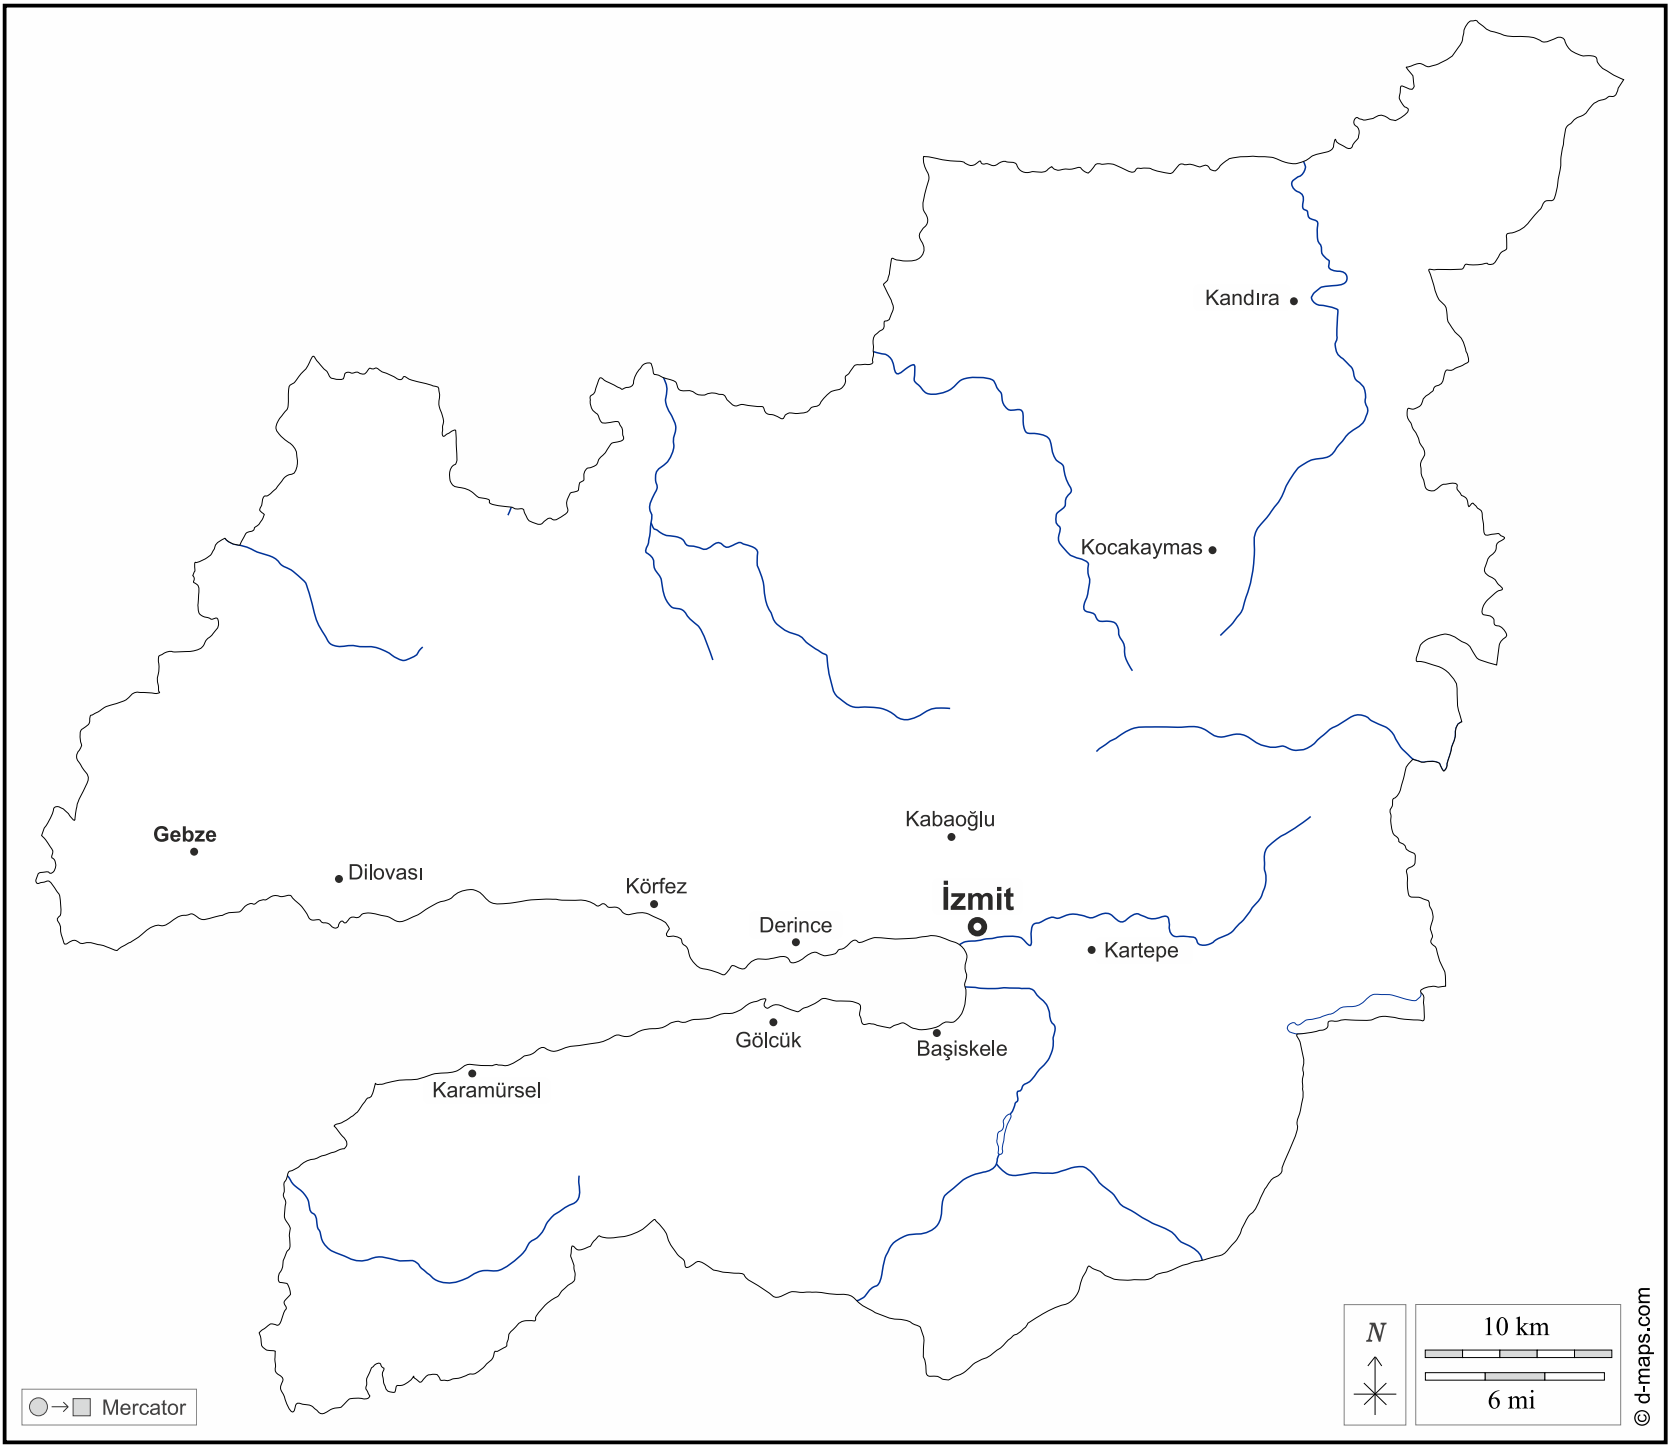 Kandıra
Kocakaymas
Kabaoğlu
Gebze
Dilovası
Körfez
İzmit
Derince
Kartepe
Gölcük
Başiskele
Karamürsel
N
10 km
6 mi
Mercator
© d-maps.com